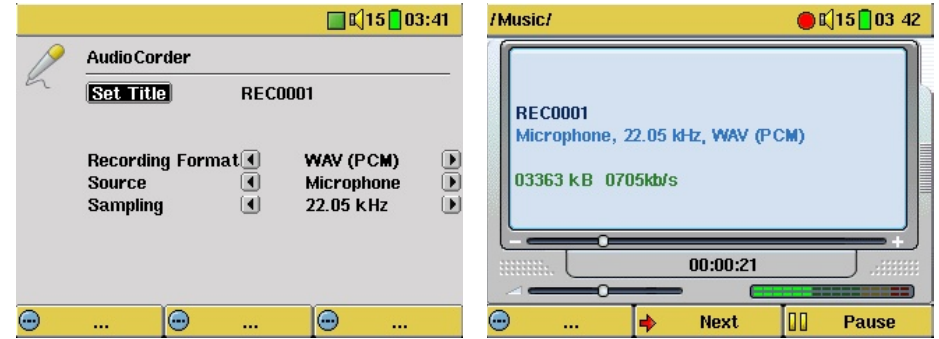 15 03:41
AudioCorder
Set Title REC0001
Recording Format WAV (PCM)
Source Microphone
Sampling 22.05 kHz
... ... ...
/Music/ 15 03 42
REC0001
Microphone, 22.05 kHz, WAV (PCM)
03363 kB 0705kb/s
00:00:21
... Next Pause